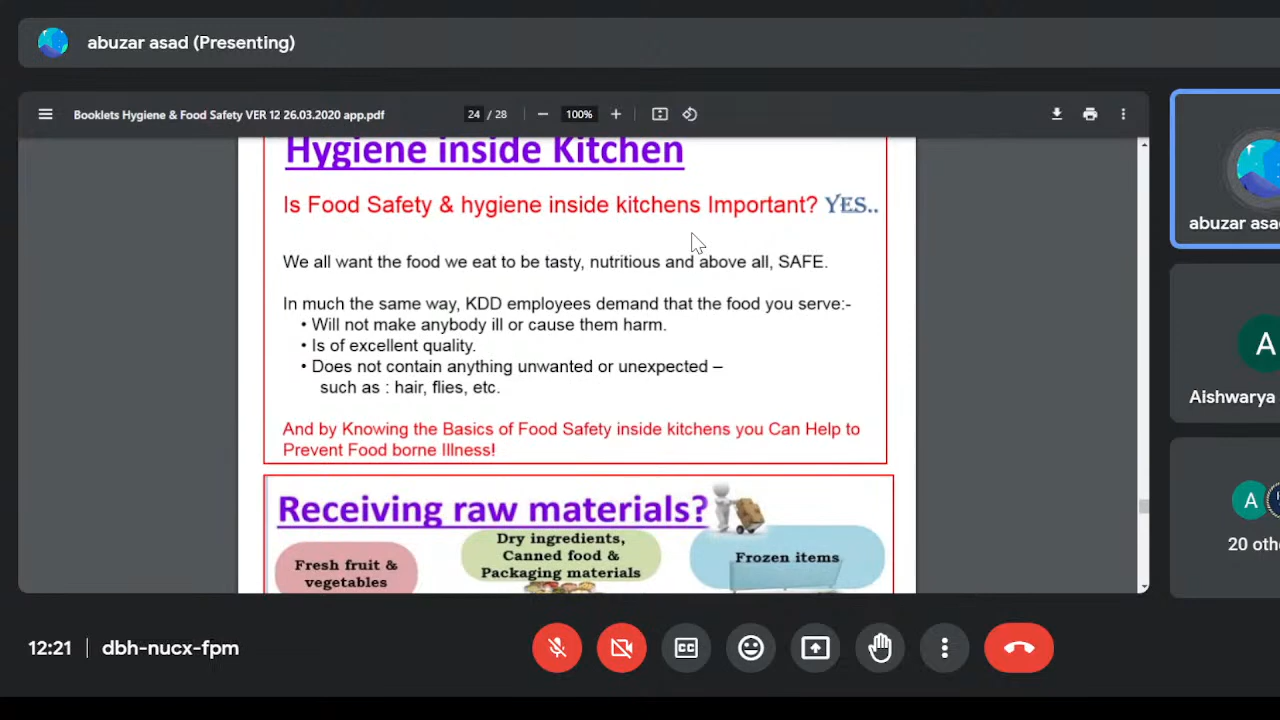 abuzar asad (Presenting)
Booklets Hygiene & Food Safety VER 12 26.03.2020 app.pdf
24 / 28
100%
Hygiene inside Kitchen
Is Food Safety & hygiene inside kitchens Important? YES..
We all want the food we eat to be tasty, nutritious and above all, SAFE.
In much the same way, KDD employees demand that the food you serve:-
• Will not make anybody ill or cause them harm.
• Is of excellent quality.
• Does not contain anything unwanted or unexpected –
such as : hair, flies, etc.
And by Knowing the Basics of Food Safety inside kitchens you Can Help to
Prevent Food borne Illness!
Receiving raw materials?
Fresh fruit &
vegetables
Dry ingredients,
Canned food &
Packaging materials
Frozen items
abuzar asa
A
Aishwarya
A
20 oth
12:21
dbh-nucx-fpm
CC